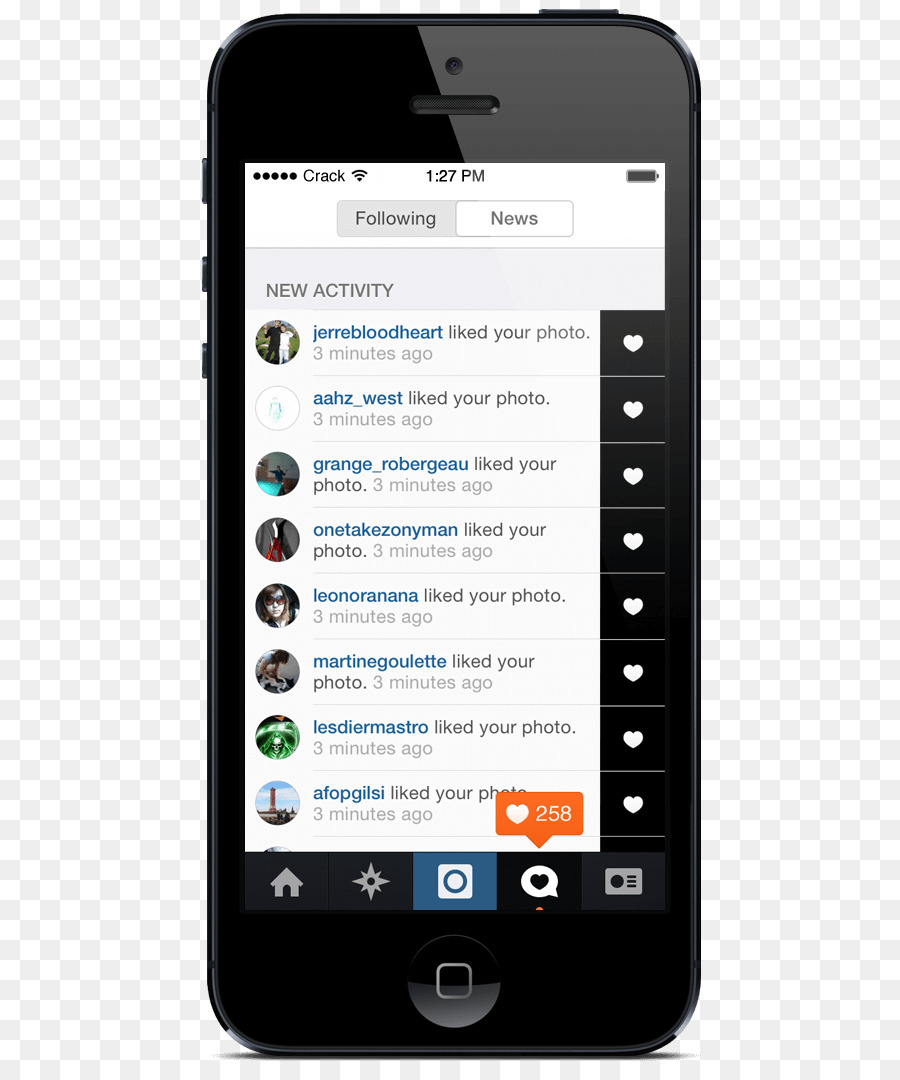 ●●●●● Crack 1:27 PM
Following News
NEW ACTIVITY
jerrebloodheart liked your photo.
3 minutes ago
aahz_west liked your photo.
3 minutes ago
grange_robergeau liked your
photo. 3 minutes ago
onetakezonyman liked your
photo. 3 minutes ago
leonoranana liked your photo.
3 minutes ago
martinegoulette liked your
photo. 3 minutes ago
lesdiermastro liked your photo.
3 minutes ago
afopgilsi liked your photo
3 minutes ago
258